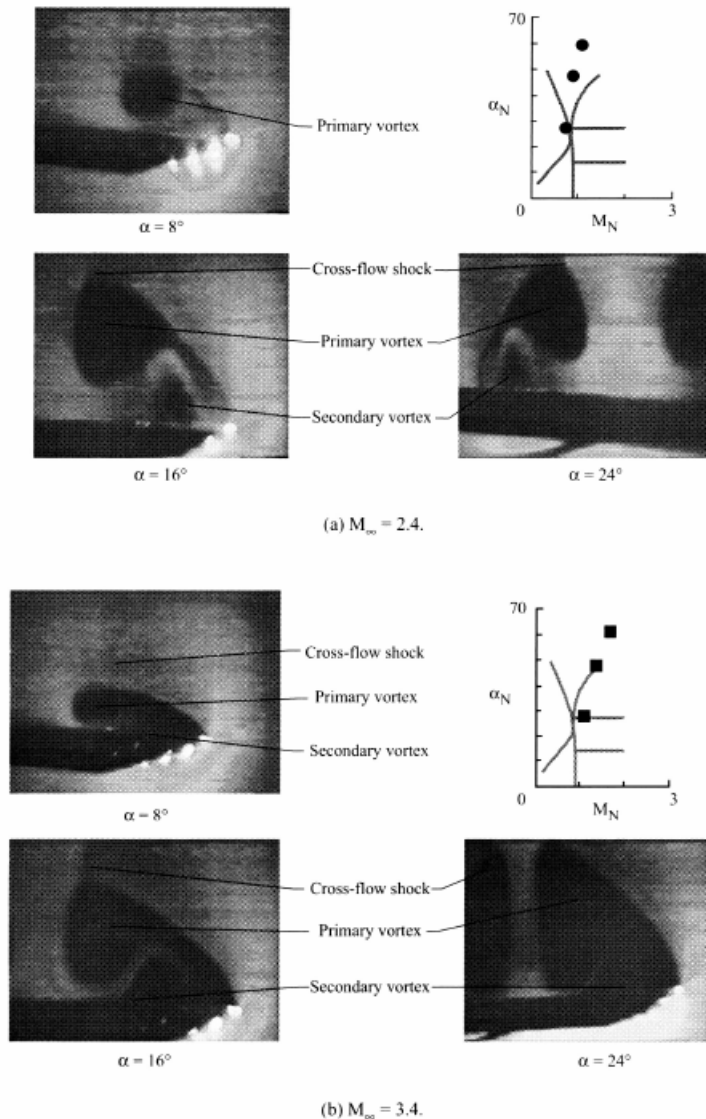 70
Primary vortex
α_N
0
M_N
3
α = 8°
Cross-flow shock
Primary vortex
Secondary vortex
α = 16°
α = 24°
(a) M_∞ = 2.4.
70
Cross-flow shock
Primary vortex
α_N
Secondary vortex
0
M_N
3
α = 8°
Cross-flow shock
Primary vortex
Secondary vortex
α = 16°
α = 24°
(b) M_∞ = 3.4.